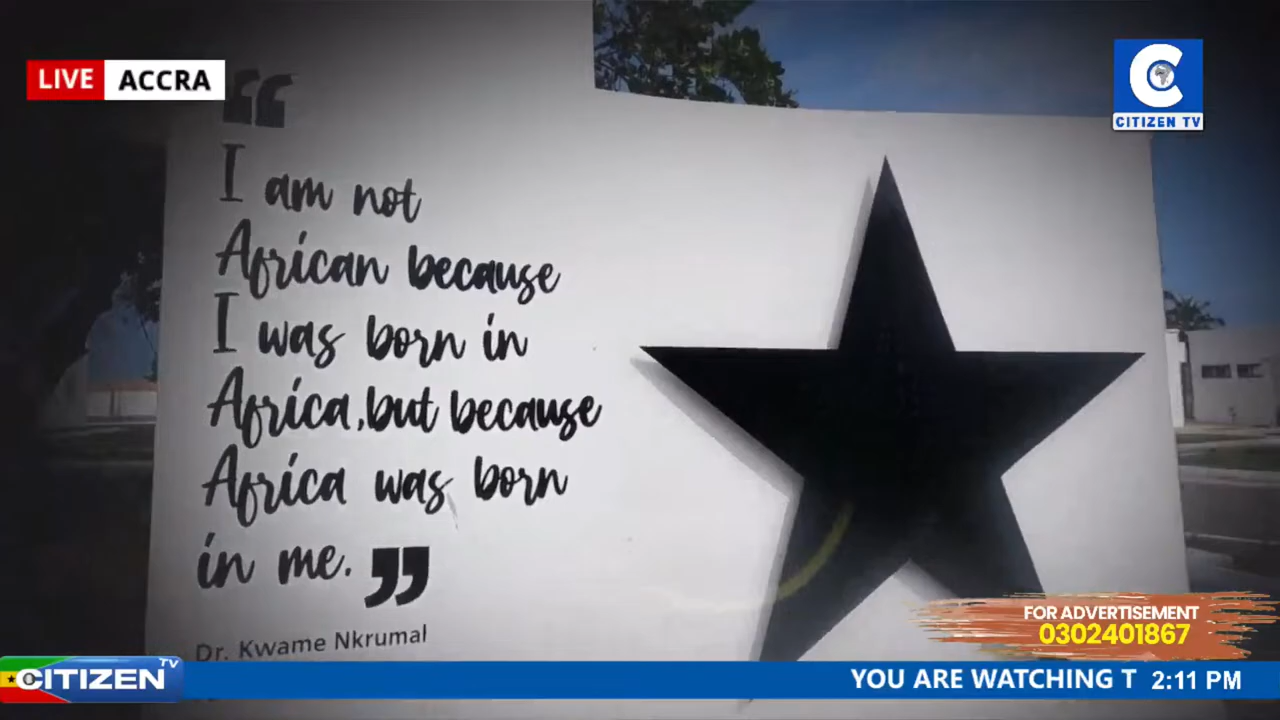 LIVE ACCRA
C
CITIZEN TV
“
I am not
African because
I was born in
Africa, but because
Africa was born
in me. ”
Dr. Kwame Nkrumal
FOR ADVERTISEMENT
0302401867
CITIZEN TV
YOU ARE WATCHING T 2:11 PM